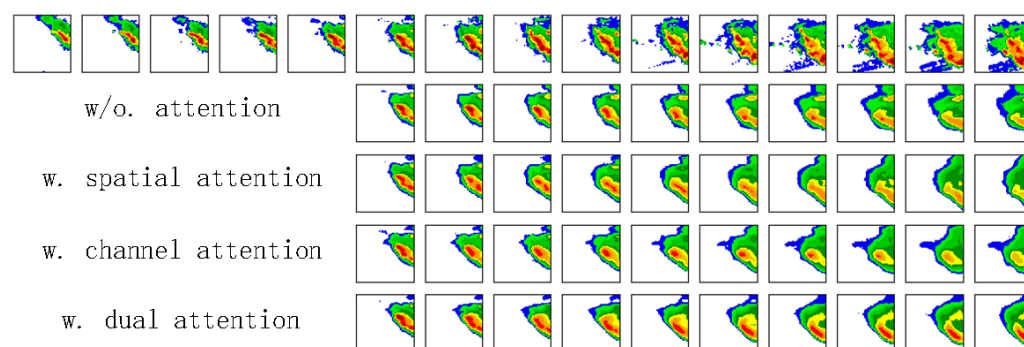 w/o. attention
w. spatial attention
w. channel attention
w. dual attention